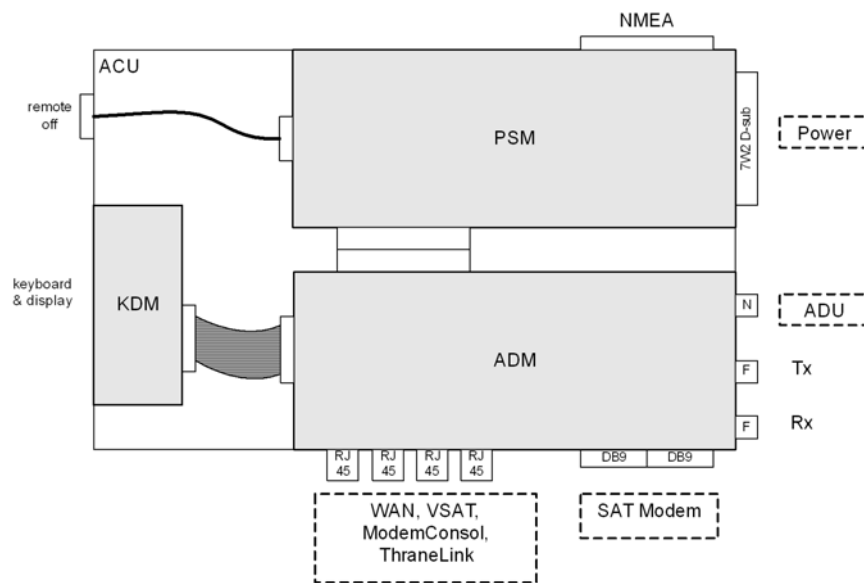 NMEA
ACU
remote
off
PSM
7W2 D-sub
Power
keyboard
& display
KDM
ADM
N
ADU
F
Tx
F
Rx
RJ
45
RJ
45
RJ
45
RJ
45
DB9
DB9
WAN, VSAT,
ModemConsol,
ThraneLink
SAT Modem